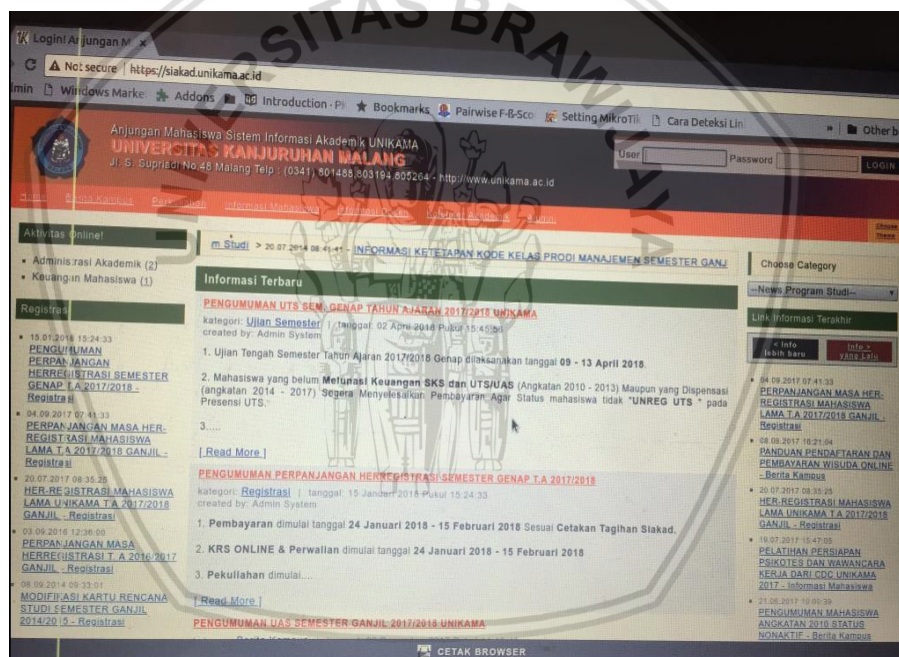 UNIVERSITAS BRAWIJAYA
Login! Anjungan M
Not secure | https://siakad.unikama.ac.id
Windows Marke
Addons
Introduction
Bookmarks
Pairwise F-ß-Sco
Setting MikroTik
Cara Deteksi Lin
» Other b
Anjungan Mahasiswa Sistem Informasi Akademik UNIKAMA
UNIVERSITAS KANJURUHAN MALANG
Jl. S. Supriadi No.48 Malang Telp : (0341) 801488,803194,805264 - http://www.unikama.ac.id
User
Password
LOGIN
Home Berita Kampus Informasi Mahasiswa Informasi Dosen Kalender Akademik Alumni
Choose
Theme
Aktivitas Online!
Administrasi Akademik (2)
Keuangan Mahasiswa (1)
Registrasi
15.01.2018 15:24:33
PENGUMUMAN
PERPANJANGAN
HERREGISTRASI SEMESTER
GENAP T.A 2017/2018 -
Registrasi
04.09.2017 07:41:33
PERPANJANGAN MASA HER-
REGISTRASI MAHASISWA
LAMA T.A 2017/2018 GANJIL -
Registrasi
20.07.2017 08:35:25
HER-REGISTRASI MAHASISWA
LAMA UNIKAMA T.A 2017/2018
GANJIL - Registrasi
03.09.2016 12:36:00
PERPANJANGAN MASA
HERREGISTRASI T. A 2016/2017
GANJIL - Registrasi
08.09.2014 09:33:01
MODIFIKASI KARTU RENCANA
STUDI SEMESTER GANJIL
2014/2015 - Registrasi
m Studi > 20.07.2014 08:41:41 - INFORMASI KETETAPAN KODE KELAS PRODI MANAJEMEN SEMESTER GANJ
Informasi Terbaru
PENGUMUMAN UTS SEM. GENAP TAHUN AJARAN 2017/2018 UNIKAMA
kategori: Ujian Semester | tanggal: 02 April 2018 Pukul 15:45:56
created by: Admin System
1. Ujian Tengah Semester Tahun Ajaran 2017/2018 Genap dilaksanakan tanggal 09 - 13 April 2018.
2. Mahasiswa yang belum Melunasi Keuangan SKS dan UTS/UAS (Angkatan 2010 - 2013) Maupun yang Dispensasi
(angkatan 2014 - 2017) Segera Menyelesaikan Pembayaran Agar Status mahasiswa tidak "UNREG UTS " pada
Presensi UTS.
3.....
[ Read More ]
PENGUMUMAN PERPANJANGAN HERREGISTRASI SEMESTER GENAP T.A 2017/2018
kategori: Registrasi | tanggal: 15 Januari 2018 Pukul 15:24:33
created by: Admin System
1. Pembayaran dimulai tanggal 24 Januari 2018 - 15 Februari 2018 Sesuai Cetakan Tagihan Siakad.
2. KRS ONLINE & Perwalian dimulai tanggal 24 Januari 2018 - 15 Februari 2018
3. Pekullahan dimulai....
[ Read More ]
PENGUMUMAN UAS SEMESTER GANJIL 2017/2018 UNIKAMA
Choose Category
--News Program Studi--
Link Informasi Terakhir
< Info
lebih baru
Info >
yang Lalu
04.09.2017 07:41:33
PERPANJANGAN MASA HER-
REGISTRASI MAHASISWA
LAMA T.A 2017/2018 GANJIL -
Registrasi
08.08.2017 16:21:04
PANDUAN PENDAFTARAN DAN
PEMBAYARAN WISUDA ONLINE
- Berita Kampus
20.07.2017 08:35:25
HER-REGISTRASI MAHASISWA
LAMA UNIKAMA T.A 2017/2018
GANJIL - Registrasi
19.07.2017 15:47:05
PELATIHAN PERSIAPAN
PSIKOTES DAN WAWANCARA
KERJA DARI CDC UNIKAMA
2017 - Informasi Mahasiswa
21.06.2017 10:00:39
PENGUMUMAN MAHASISWA
ANGKATAN 2010 STATUS
NONAKTIF - Berita Kampus
CETAK BROWSER